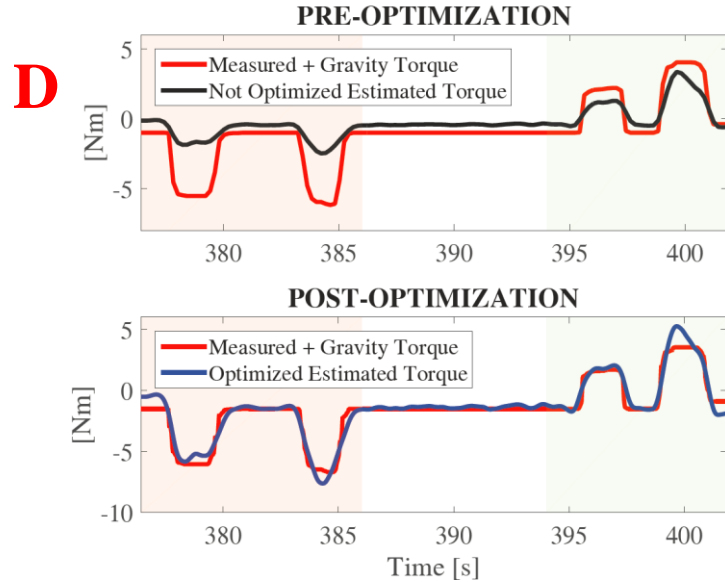 D
PRE-OPTIMIZATION
Measured + Gravity Torque
Not Optimized Estimated Torque
[Nm]
5
0
-5
380 385 390 395 400
POST-OPTIMIZATION
Measured + Gravity Torque
Optimized Estimated Torque
[Nm]
5
0
-5
-10
380 385 390 395 400
Time [s]